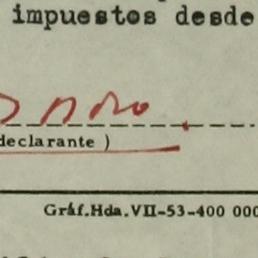 impuestos desde
declarante )
Gráf.Hda.VII-53-400 000